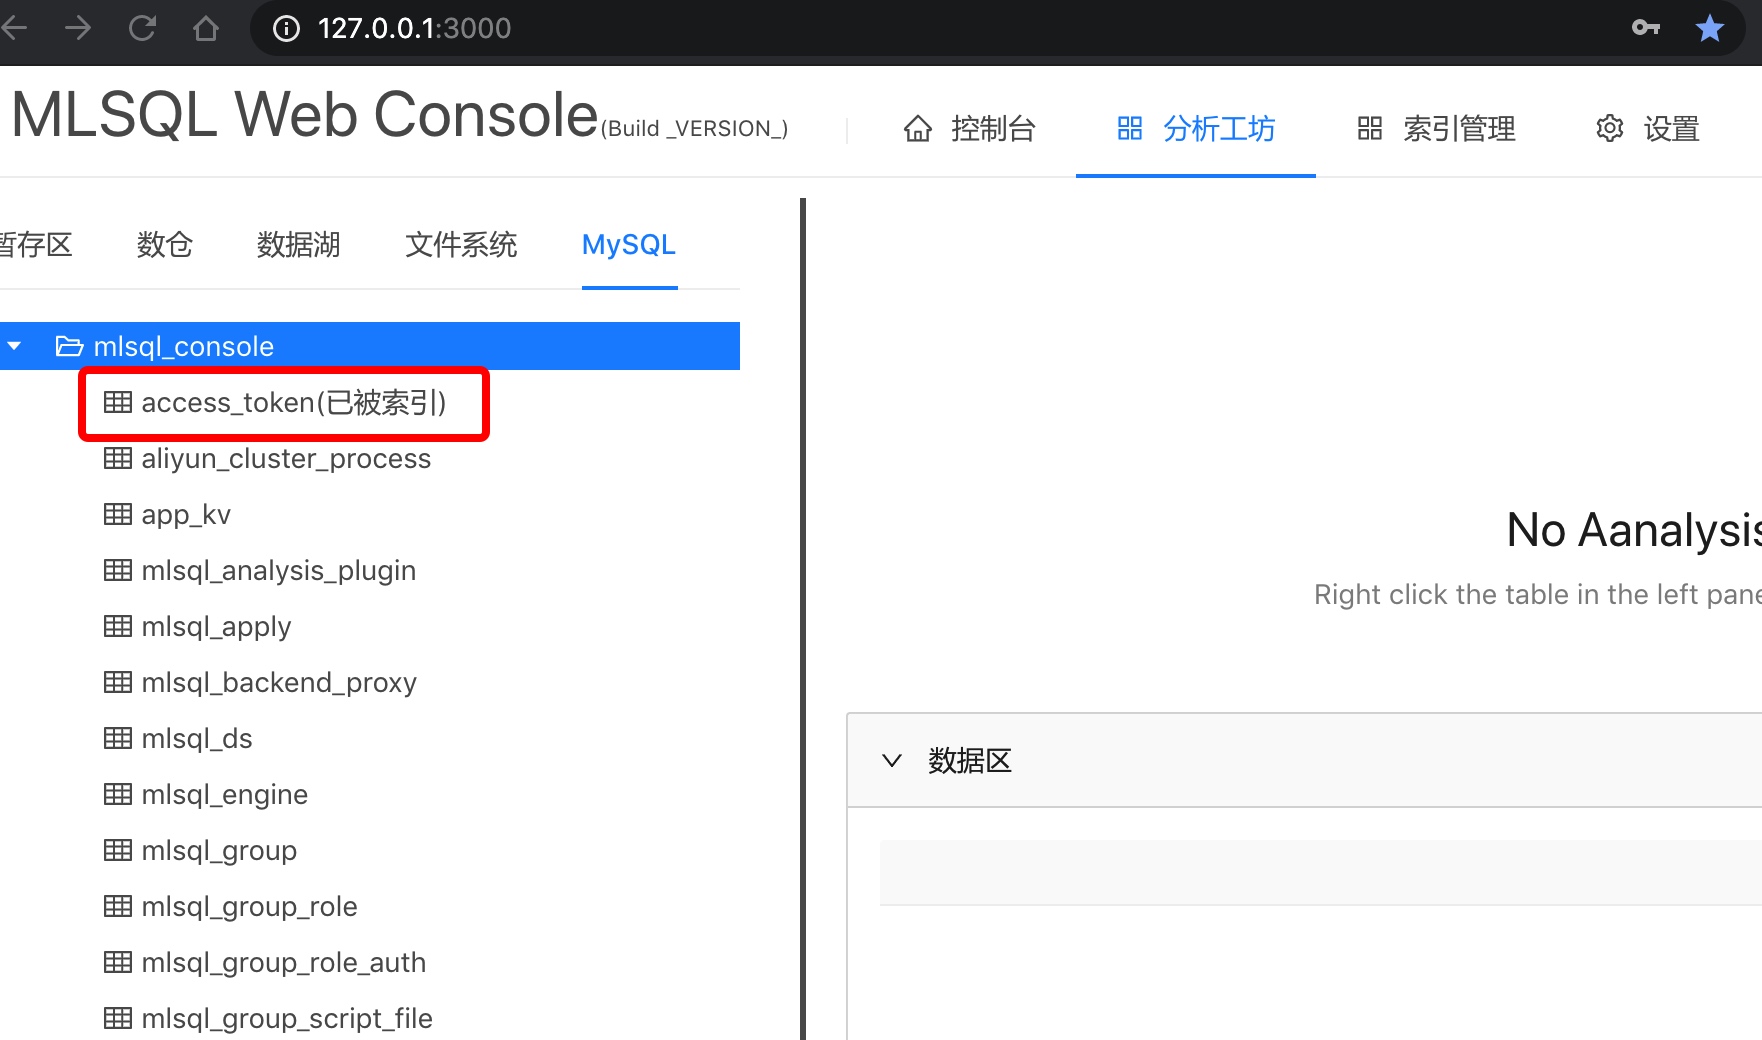 127.0.0.1:3000
MLSQL Web Console(Build _VERSION_)
控制台
分析工坊
索引管理
设置
暂存区
数仓
数据湖
文件系统
MySQL
mlsql_console
access_token(已被索引)
aliyun_cluster_process
app_kv
mlsql_analysis_plugin
mlsql_apply
mlsql_backend_proxy
mlsql_ds
mlsql_engine
mlsql_group
mlsql_group_role
mlsql_group_role_auth
mlsql_group_script_file
No Aanalysis
Right click the table in the left pane
数据区